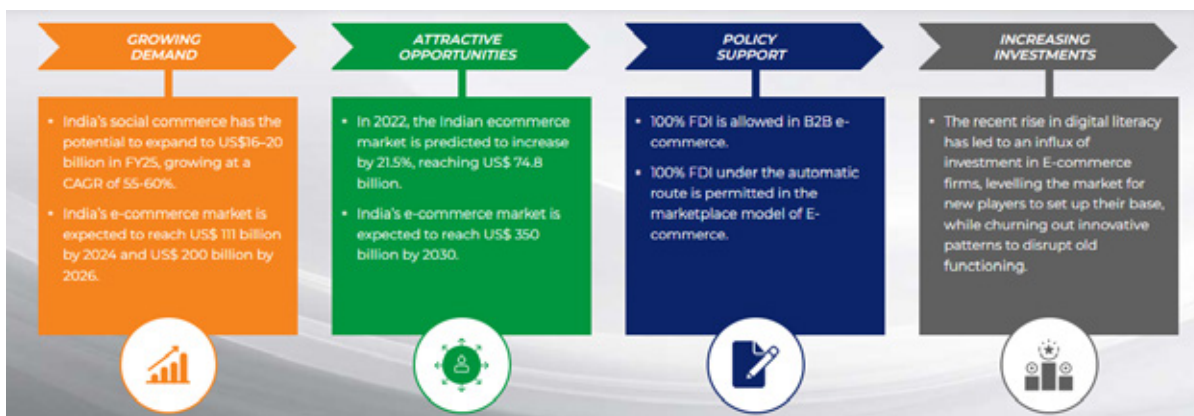 GROWING
DEMAND
• India's social commerce has the
potential to expand to US$16–20
billion in FY25, growing at a
CAGR of 55-60%.
• India's e-commerce market is
expected to reach US$ 111 billion
by 2024 and US$ 200 billion by
2026.
ATTRACTIVE
OPPORTUNITIES
• In 2022, the Indian ecommerce
market is predicted to increase
by 21.5%, reaching US$ 74.8
billion.
• India's e-commerce market is
expected to reach US$ 350
billion by 2030.
POLICY
SUPPORT
• 100% FDI is allowed in B2B e-
commerce.
• 100% FDI under the automatic
route is permitted in the
marketplace model of E-
commerce.
INCREASING
INVESTMENTS
• The recent rise in digital literacy
has led to an influx of
investment in E-commerce
firms, levelling the market for
new players to set up their base,
while churning out innovative
patterns to disrupt old
functioning.